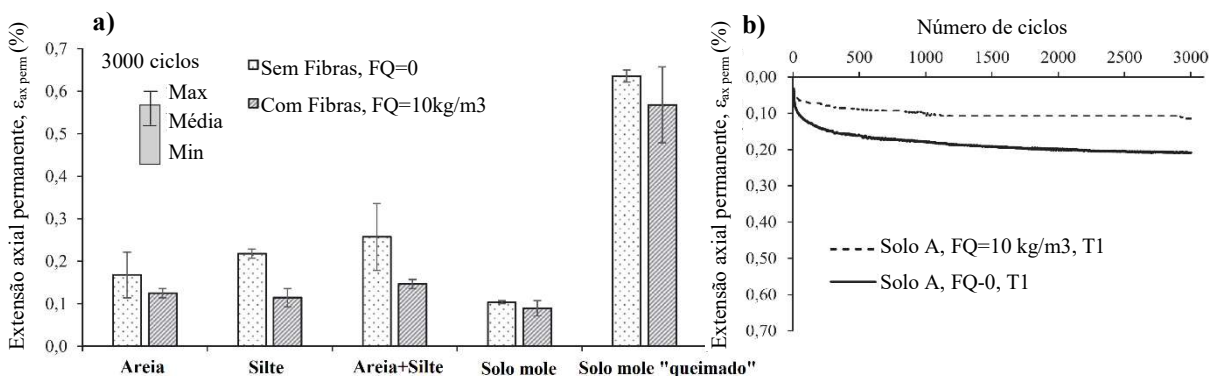 a)
Extensão axial permanente, εax perm (%)
0,7
0,6
0,5
0,4
0,3
0,2
0,1
0,0
3000 ciclos
Max
Média
Min
Sem Fibras, FQ=0
Com Fibras, FQ=10kg/m3
Areia
Silte
Areia+Silte
Solo mole
Solo mole "queimado"
b)
Número de ciclos
0 500 1000 1500 2000 2500 3000
Extensão axial permanente, εax perm (%)
0,00
0,10
0,20
0,30
0,40
0,50
0,60
0,70
Solo A, FQ=10 kg/m3, T1
Solo A, FQ-0, T1